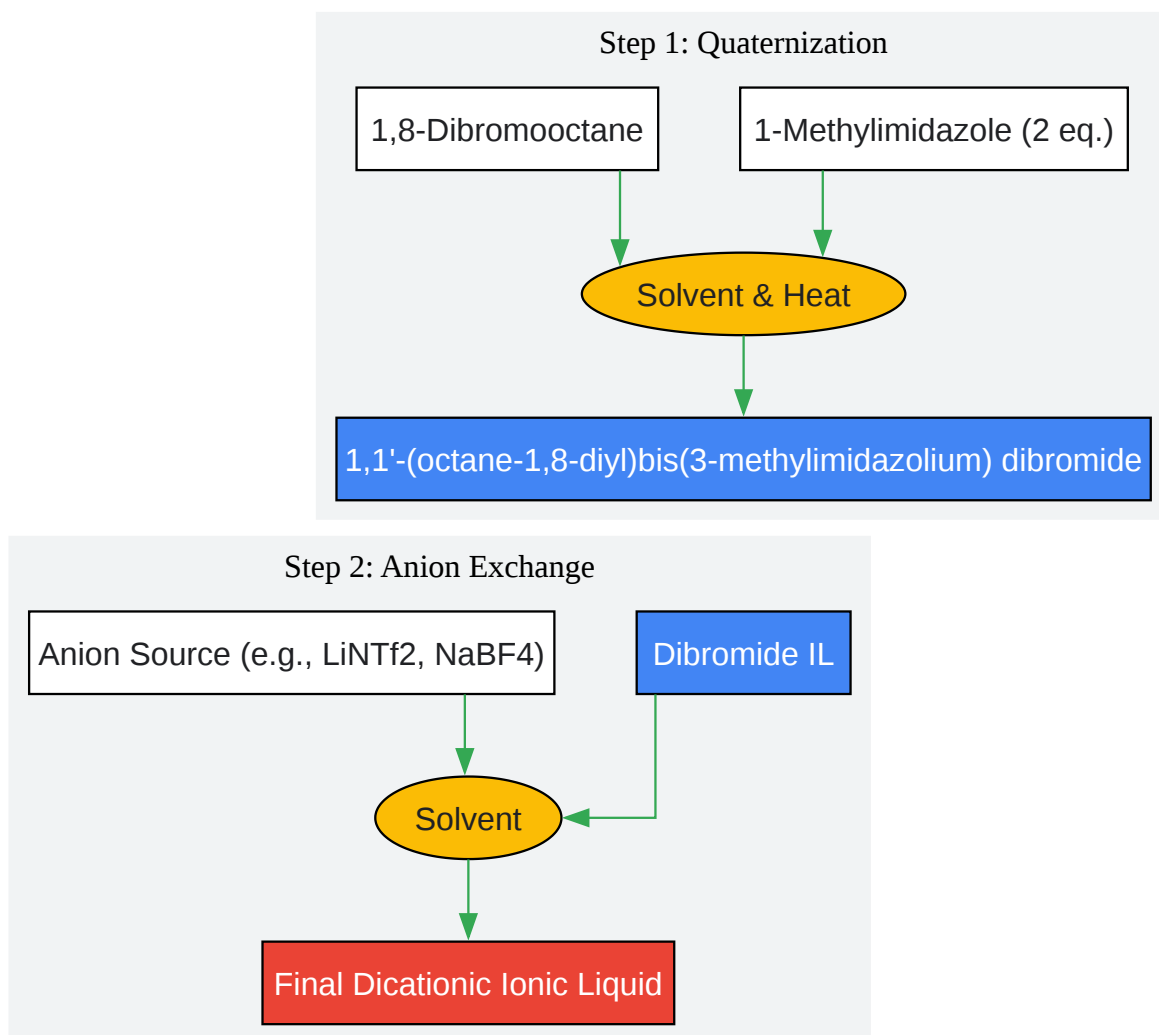 Step 1: Quaternization
1,8-Dibromooctane
1-Methylimidazole (2 eq.)
Solvent & Heat
1,1'-(octane-1,8-diyl)bis(3-methylimidazolium) dibromide
Step 2: Anion Exchange
Anion Source (e.g., LiNTf2, NaBF4)
Dibromide IL
Solvent
Final Dicationic Ionic Liquid